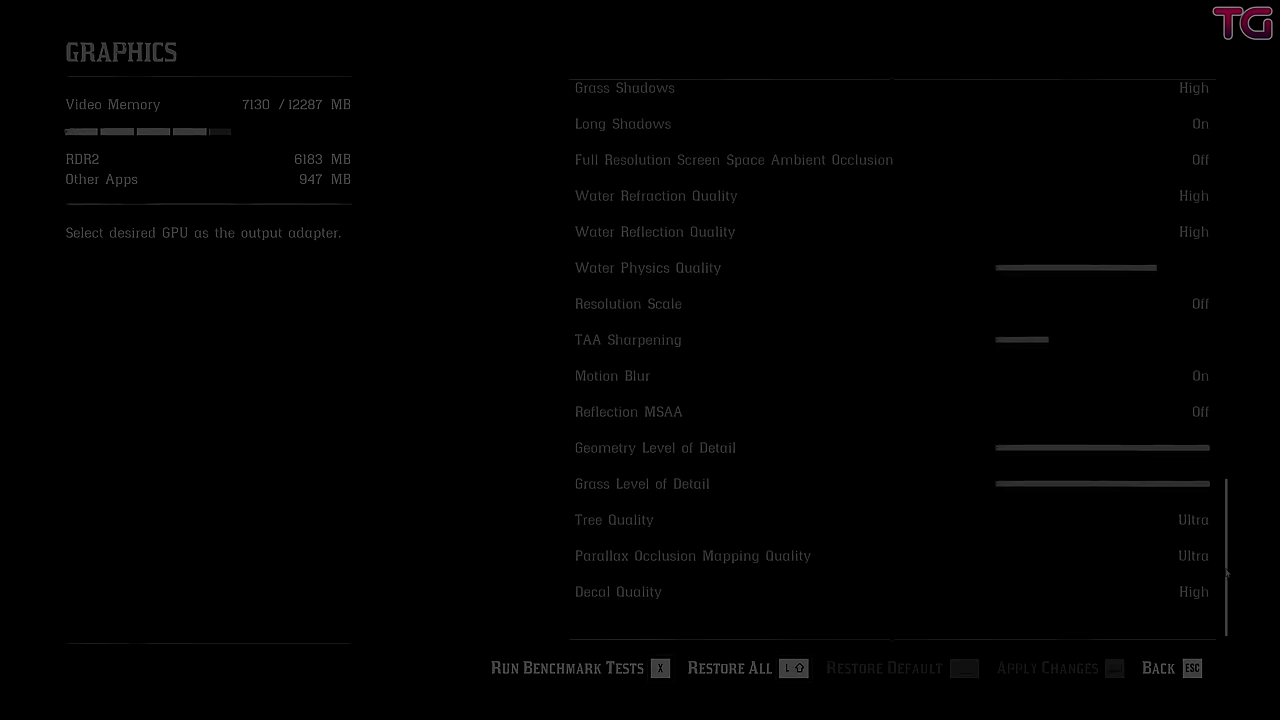 TG
GRAPHICS
Video Memory 7130 / 12287 MB
RDR2 6183 MB
Other Apps 947 MB
Select desired GPU as the output adapter.
Grass Shadows High
Long Shadows On
Full Resolution Screen Space Ambient Occlusion Off
Water Refraction Quality High
Water Reflection Quality High
Water Physics Quality
Resolution Scale Off
TAA Sharpening
Motion Blur On
Reflection MSAA Off
Geometry Level of Detail
Grass Level of Detail
Tree Quality Ultra
Parallax Occlusion Mapping Quality Ultra
Decal Quality High
RUN BENCHMARK TESTS X RESTORE ALL L ⇧ RESTORE DEFAULT APPLY CHANGES BACK ESC